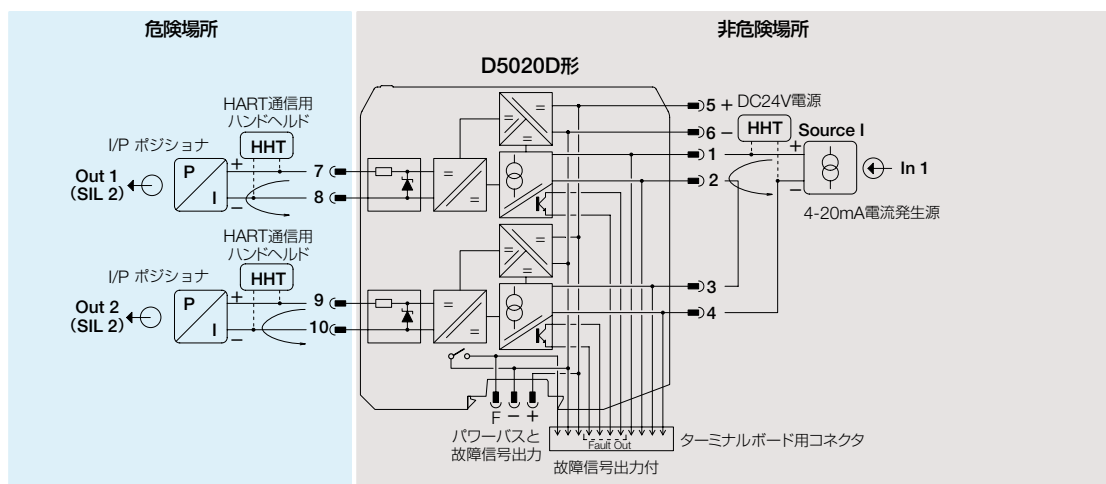 危険場所
非危険場所
D5020D形
HART通信用
ハンドヘルド
HHT
I/P ポジショナ
Out 1
(SIL 2)
P
I
+
−
7
8
HART通信用
ハンドヘルド
HHT
I/P ポジショナ
Out 2
(SIL 2)
P
I
+
−
9
10
5 + DC24V電源
6 −
HHT
Source I
1
2
+
−
In 1
4-20mA電流発生源
3
4
F − +
パワーバスと
故障信号出力
Fault Out
ターミナルボード用コネクタ
故障信号出力付